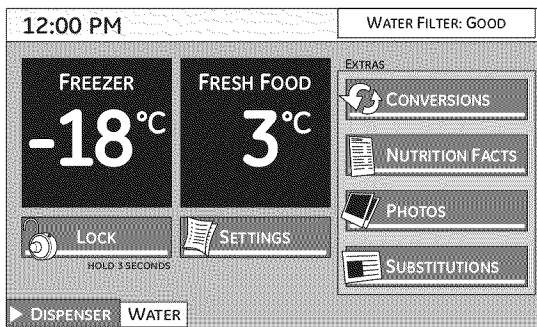 12:00 PM
WATER FILTER: GOOD
FREEZER
-18°C
FRESH FOOD
3°C
EXTRAS
CONVERSIONS
NUTRITION FACTS
PHOTOS
SUBSTITUTIONS
LOCK
HOLD 3 SECONDS
SETTINGS
DISPENSER
WATER